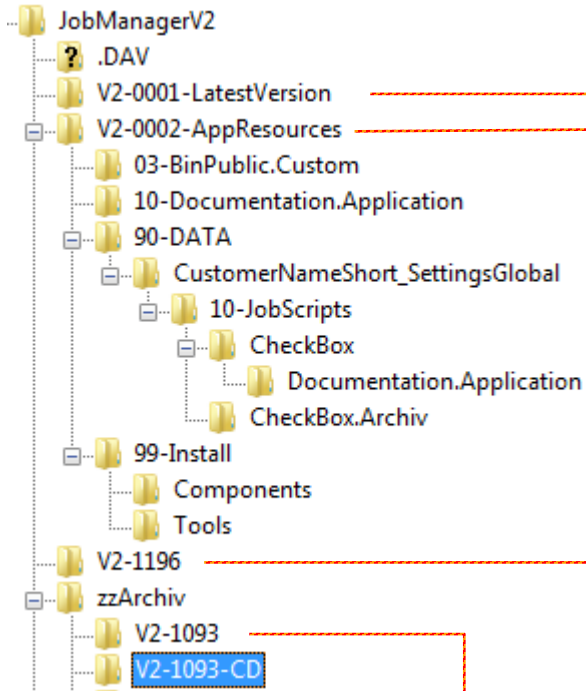 JobManagerV2
.DAV
V2-0001-LatestVersion
V2-0002-AppResources
03-BinPublic.Custom
10-Documentation.Application
90-DATA
CustomerNameShort_SettingsGlobal
10-JobScripts
CheckBox
Documentation.Application
CheckBox.Archiv
99-Install
Components
Tools
V2-1196
zzArchiv
V2-1093
V2-1093-CD